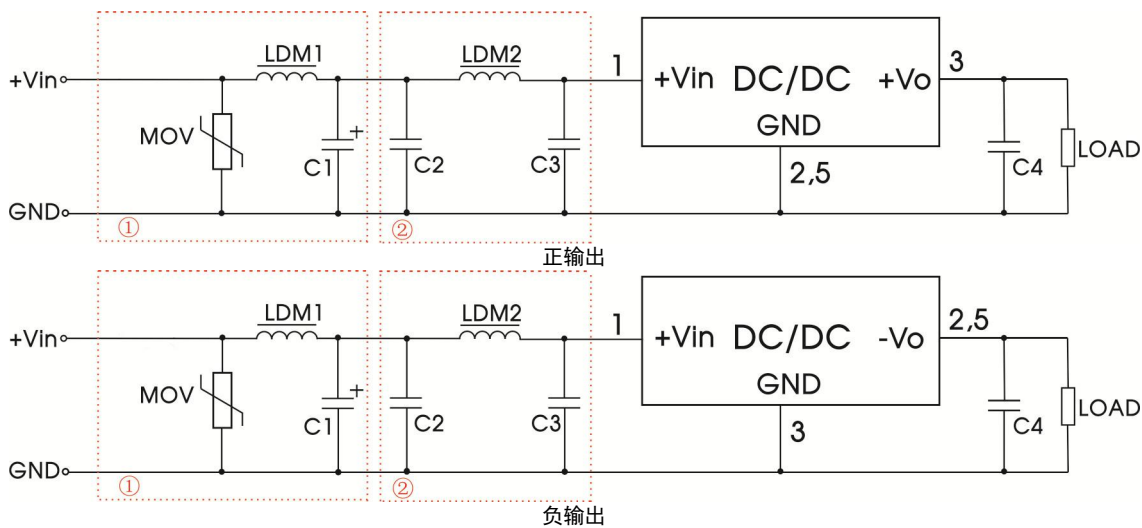 LDM1 LDM2
+Vin 1 +Vin DC/DC +Vo 3
MOV + C1 C2 C3 GND C4 LOAD
2,5
GND
① ②
正输出
LDM1 LDM2
+Vin 1 +Vin DC/DC -Vo 2,5
MOV + C1 C2 C3 GND C4 LOAD
3
GND
① ②
负输出